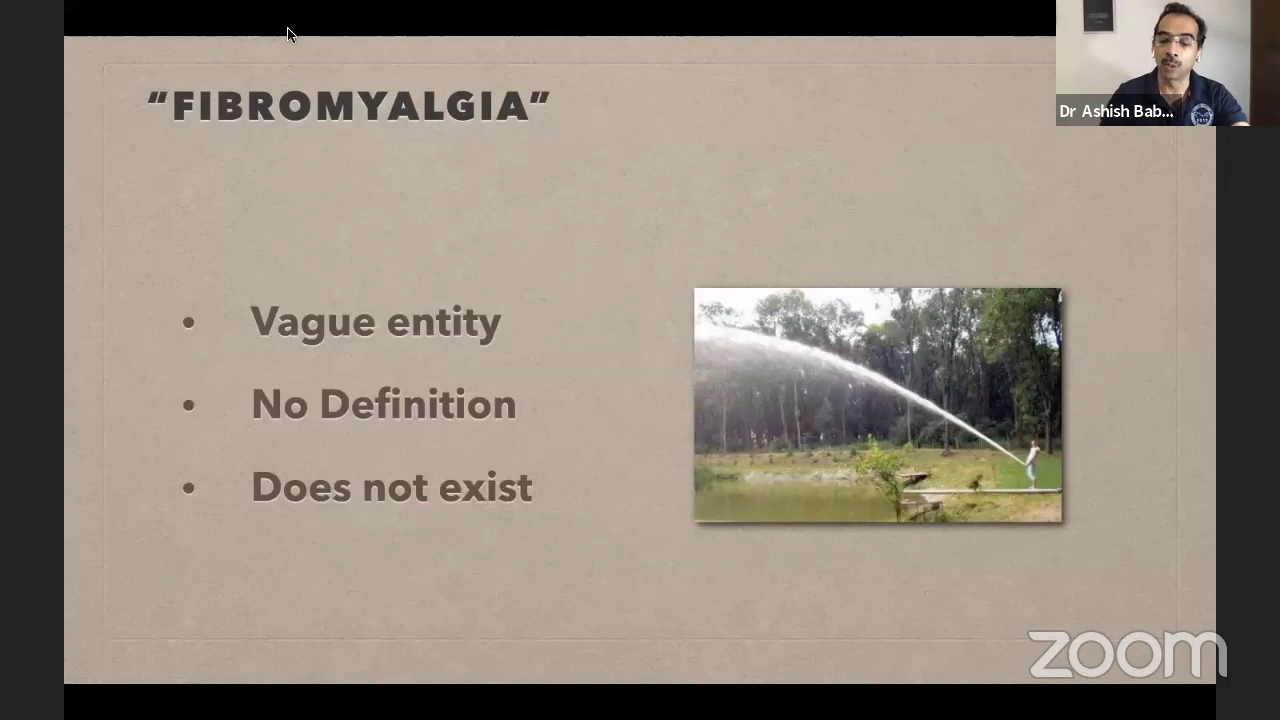 "FIBROMYALGIA"
Dr Ashish Bab...
• Vague entity
• No Definition
• Does not exist
zoom